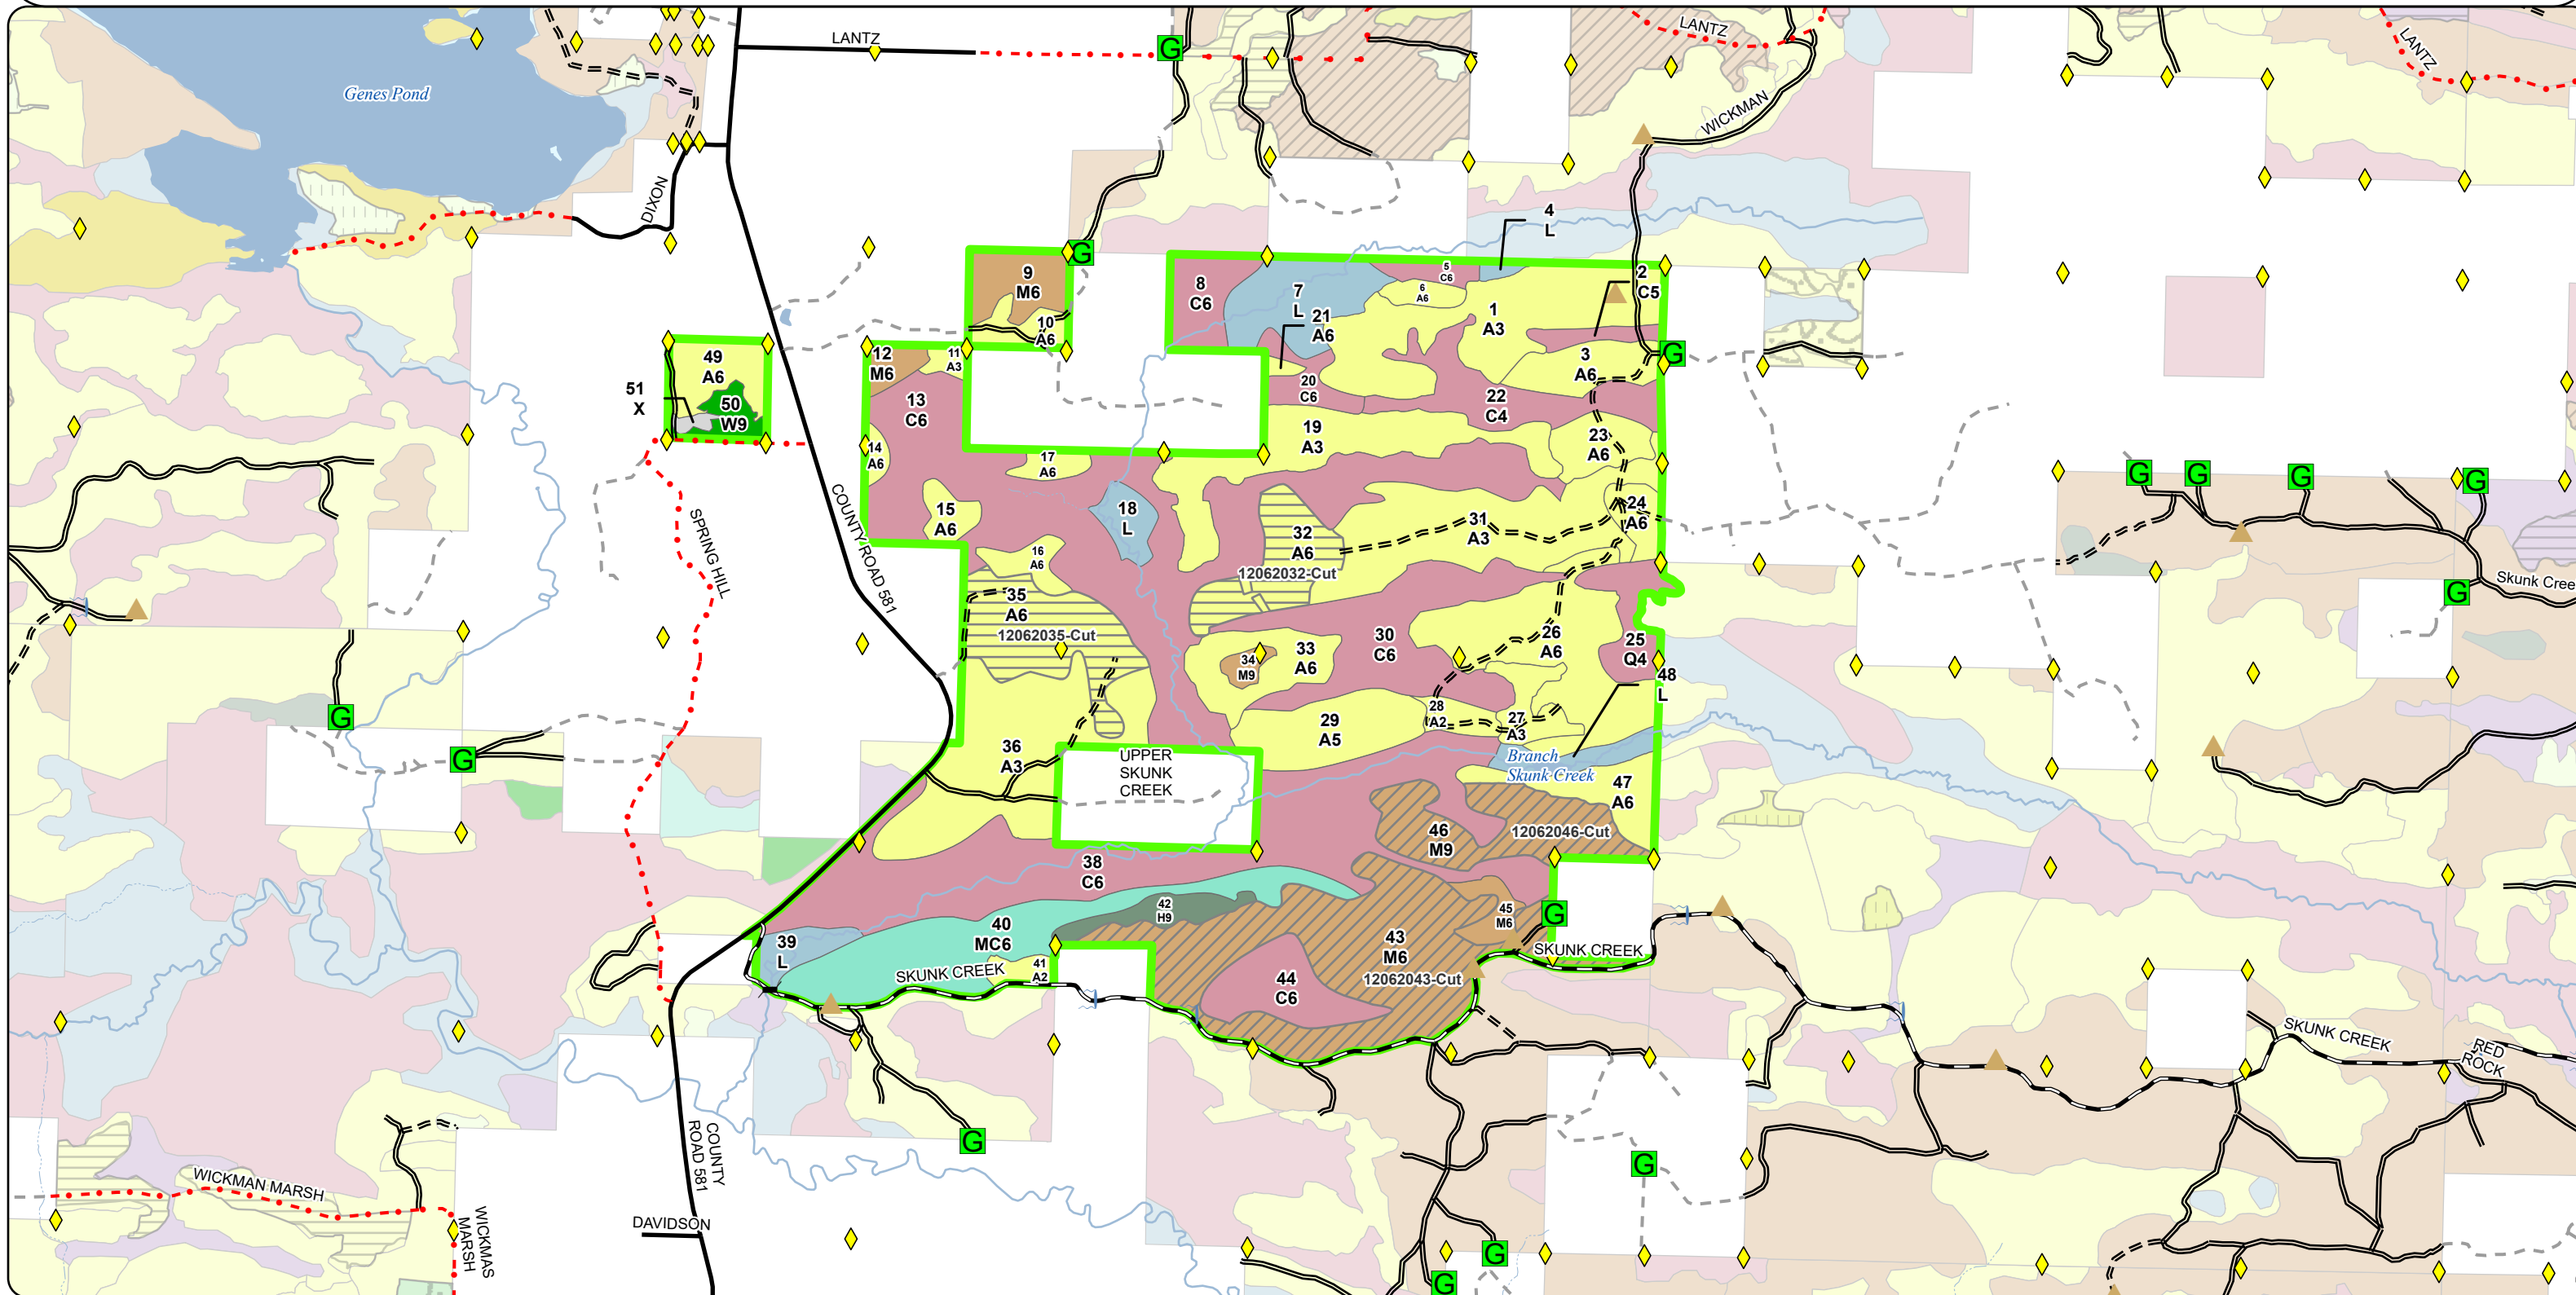 LANTZ
G
LANTZ
LANTZ
Genes Pond
WICKMAN
DIXON
4
L
9
M6
G
8
C6
7
L
5
C6
6
A6
2
C5
1
A3
21
A6
10
A6
49
A6
12
M6
11
A3
3
A6
G
51
X
50
W9
13
C6
20
C6
22
C4
19
A3
23
A6
14
A6
17
A6
G
G
G
G
COUNTY ROAD 581
SPRING HILL
15
A6
18
L
32
A6
31
A3
24
A6
16
A6
12062032-Cut
Skunk Cree
G
35
A6
12062035-Cut
30
C6
26
A6
25
Q4
33
A6
34
M9
48
L
G
29
A5
28
A2
27
A3
36
A3
G
UPPER
SKUNK
CREEK
Branch
Skunk Creek
47
A6
46
M9
12062046-Cut
38
C6
42
H9
45
M6
G
39
L
40
MC6
43
M6
SKUNK CREEK
SKUNK CREEK
41
A2
44
C6
12062043-Cut
SKUNK CREEK
RED
ROCK
G
COUNTY
ROAD 581
G
WICKMAN MARSH
WICKMAS
MARSH
DAVIDSON
G
G